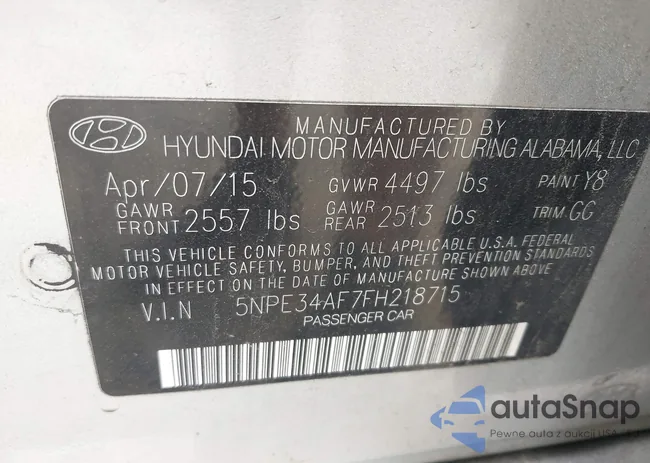 MANUFACTURED BY
HYUNDAI MOTOR MANUFACTURING ALABAMA, LLC
Apr/07/15 GVWR 4497 lbs PAINT Y8
GAWR FRONT 2557 lbs GAWR REAR 2513 lbs TRIM GG
THIS VEHICLE CONFORMS TO ALL APPLICABLE U.S.A. FEDERAL
MOTOR VEHICLE SAFETY, BUMPER, AND THEFT PREVENTION STANDARDS
IN EFFECT ON THE DATE OF MANUFACTURE SHOWN ABOVE
V.I.N 5NPE34AF7FH218715
PASSENGER CAR
autaSnap
Pewne auto z aukcji USA